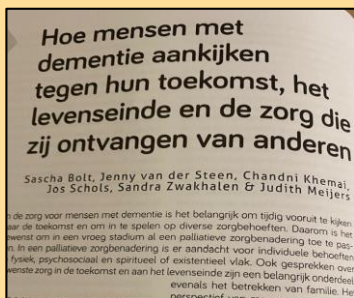 Hoe mensen met
dementie aankijken
tegen hun toekomst, het
levenseinde en de zorg die
zij ontvangen van anderen
Sascha Bolt, Jenny van der Steen, Chandni Khemai,
Jos Schols, Sandra Zwakhalen & Judith Meijers
n de zorg voor mensen met dementie is het belangrijk om tijdig vooruit te kijken
aar de toekomst en om in te spelen op diverse zorgbehoeften. Daarom is het
ewenst om in een vroeg stadium al een palliatieve zorgbenadering toe te pas-
n. In een palliatieve zorgbenadering is er aandacht voor individuele behoeften
fysiek, psychosociaal en spiritueel of existentieel vlak. Ook gesprekken over
wenste zorg in de toekomst en aan het levenseinde zijn een belangrijk onderdeel
evenals het betrekken van familie. He